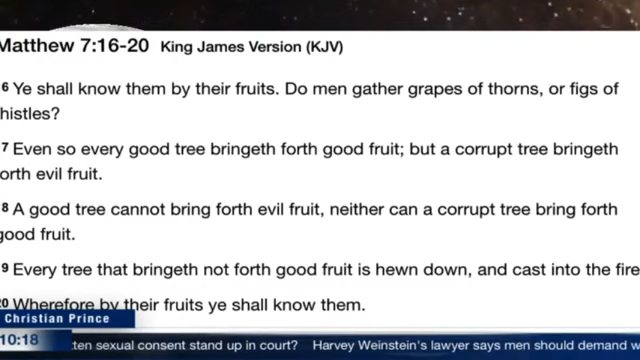 Matthew 7:16-20 King James Version (KJV)
6 Ye shall know them by their fruits. Do men gather grapes of thorns, or figs of
histles?
7 Even so every good tree bringeth forth good fruit; but a corrupt tree bringeth
orth evil fruit.
8 A good tree cannot bring forth evil fruit, neither can a corrupt tree bring forth
good fruit.
9 Every tree that bringeth not forth good fruit is hewn down, and cast into the fire
20 Wherefore by their fruits ye shall know them.
Christian Prince
10:18 tten sexual consent stand up in court? Harvey Weinstein's lawyer says men should demand w